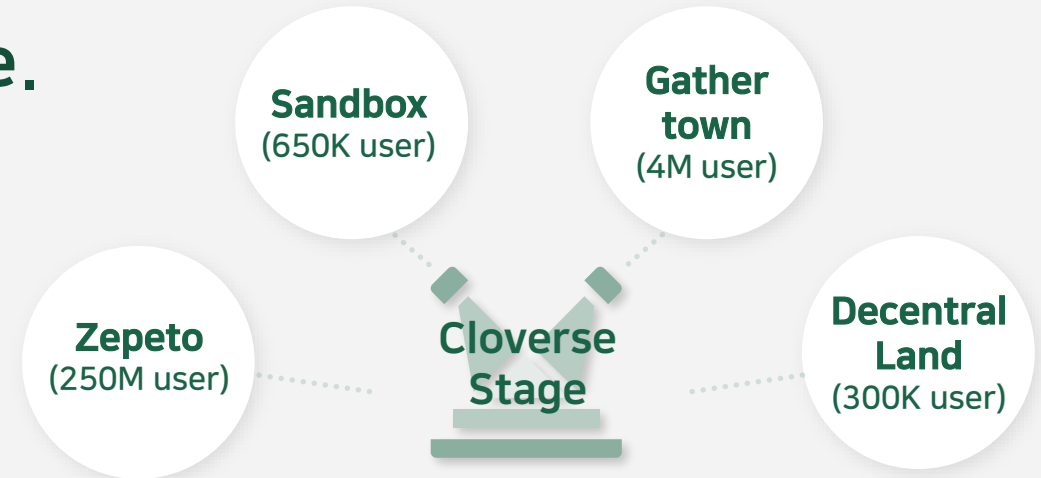 e.
Sandbox
(650K user)
Gather
town
(4M user)
Zepeto
(250M user)
Cloverse
Stage
Decentral
Land
(300K user)